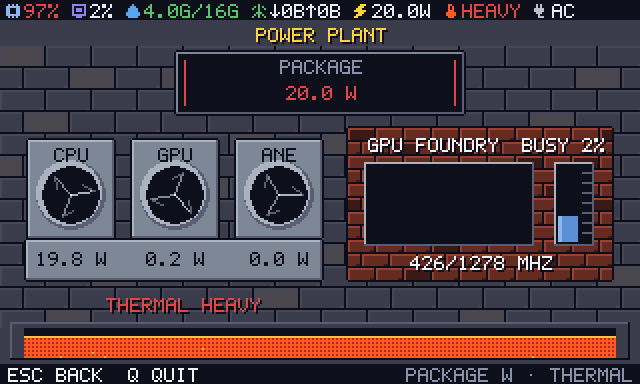 97% 2% 4.0G/16G ↓0B↑0B 20.0W HEAVY AC
POWER PLANT
PACKAGE
20.0 W
CPU GPU ANE
19.8 W 0.2 W 0.0 W
GPU FOUNDRY BUSY 2%
426/1278 MHZ
THERMAL HEAVY
ESC BACK Q QUIT PACKAGE W · THERMAL